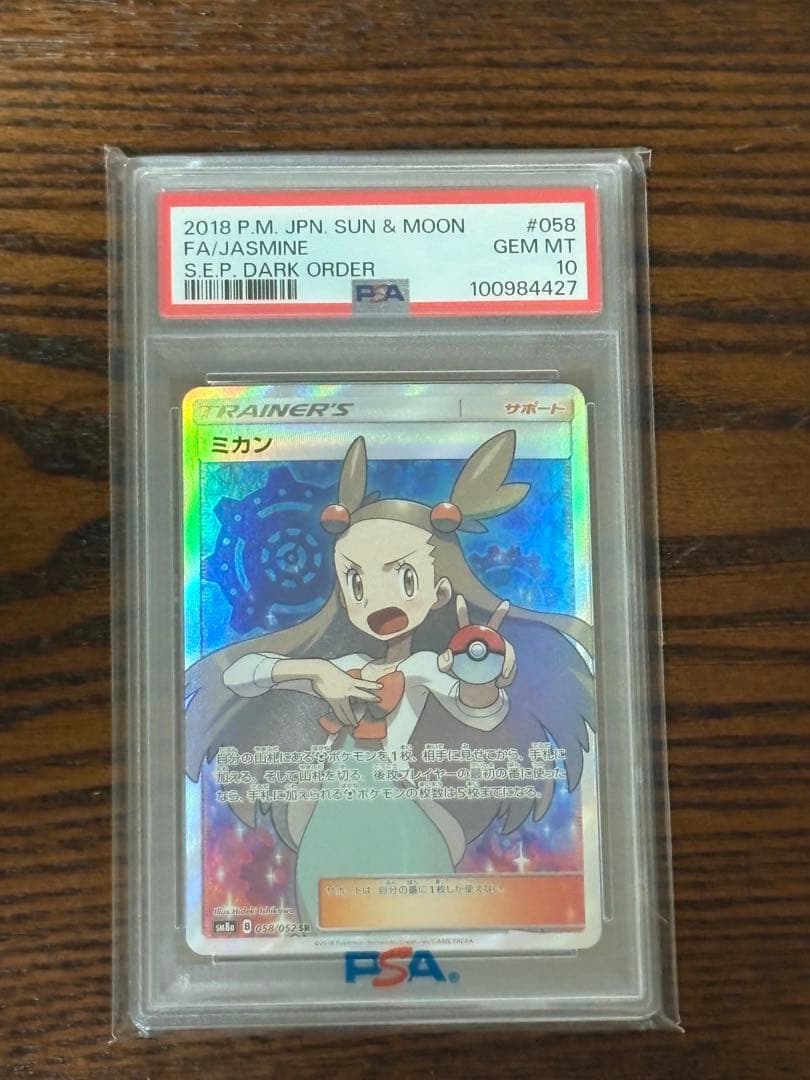 2018 P.M. JPN. SUN & MOON #058
FA/JASMINE GEM MT
S.E.P. DARK ORDER 10
PSA 100984427
TRAINER'S サポート
ミカン
自分の山札にあるポケモンを1枚、相手に見せてから、手札に
加える。そして山札を切る。後攻プレイヤーの最初の番に使った
なら、手札に加えられるポケモンの枚数は5枚までになる。
サポートは、自分の番に1枚しか使えない。
Illus. Hideki Ishikawa
SM8a B 058/052 SR
PSA